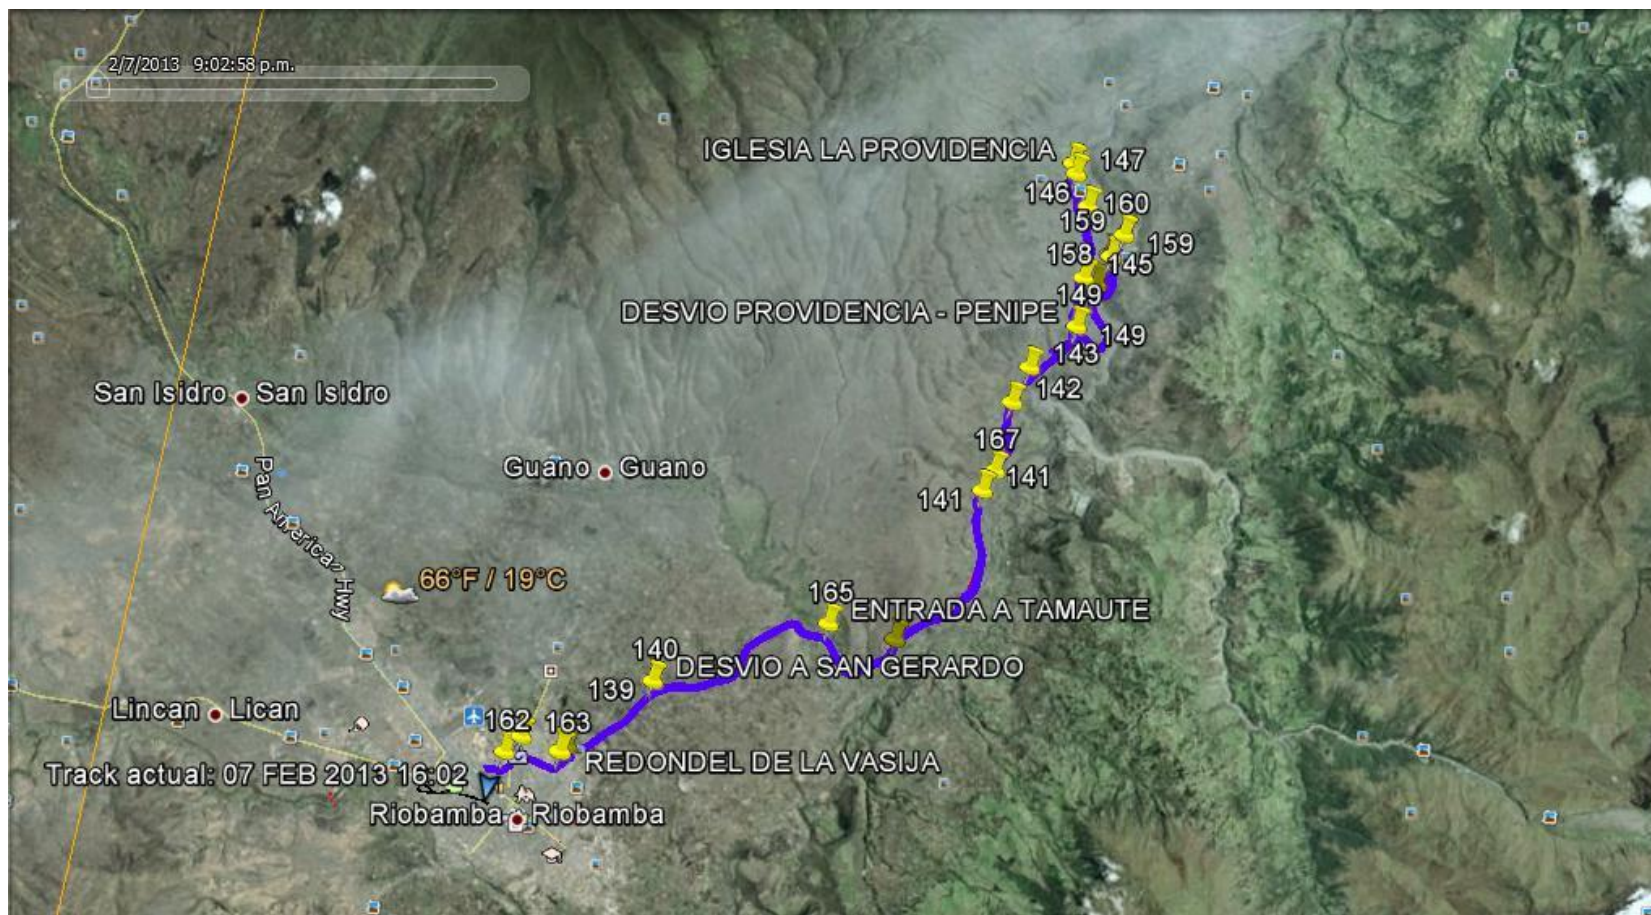 2/7/2013 9:02:58 p.m.
IGLESIA LA PROVIDENCIA
147
146
160
159
159
158
145
149
DESVIO PROVIDENCIA - PENIPE
149
143
142
San Isidro San Isidro
167
Guano Guano
141
141
Pan American Hwy
66°F / 19°C
165
ENTRADA A TAMAUTE
140
DESVIO A SAN GERARDO
139
Lincan Lican
162
163
REDONDEL DE LA VASIJA
Track actual: 07 FEB 2013 16:02
Riobamba Riobamba